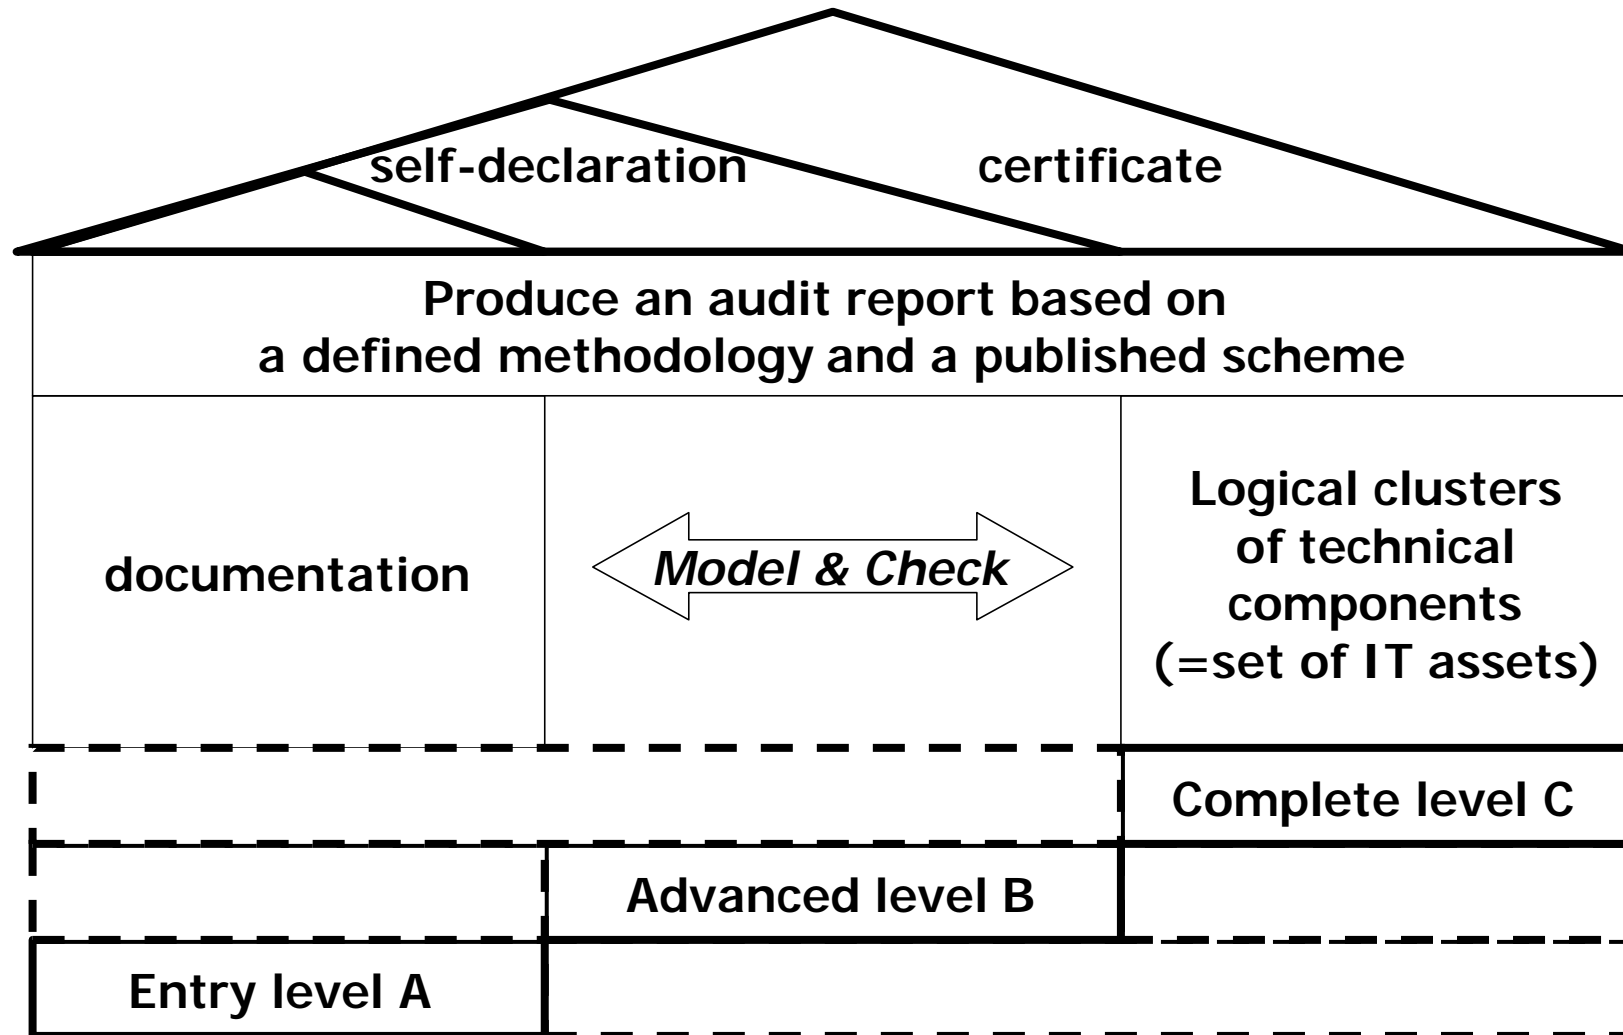 self-declaration
certificate
Produce an audit report based on
a defined methodology and a published scheme
documentation
Model & Check
Logical clusters
of technical
components
(=set of IT assets)
Complete level C
Advanced level B
Entry level A